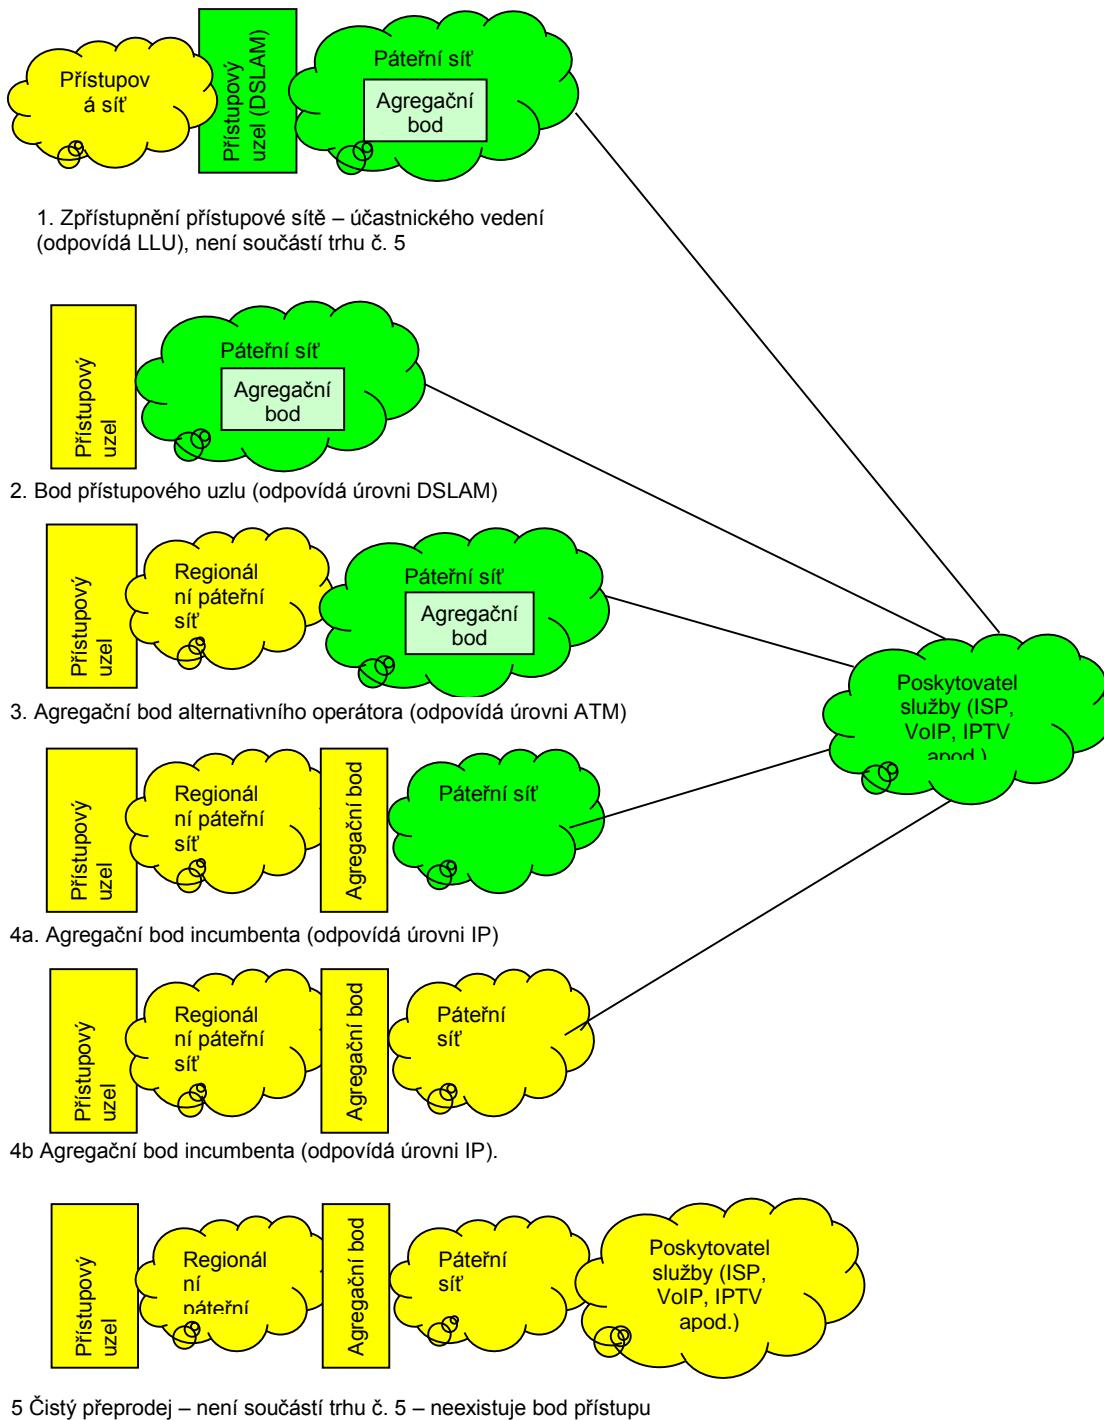 Přístupov
á síť
Přístupový
uzel (DSLAM)
Páteřní síť
Agregační
bod
1. Zpřístupnění přístupové sítě – účastnického vedení
(odpovídá LLU), není součástí trhu č. 5
Přístupový
uzel
Páteřní síť
Agregační
bod
2. Bod přístupového uzlu (odpovídá úrovni DSLAM)
Přístupový
uzel
Regionál
ní páteřní
síť
Páteřní síť
Agregační
bod
Poskytovatel
služby (ISP,
VoIP, IPTV
apod.)
3. Agregační bod alternativního operátora (odpovídá úrovni ATM)
Přístupový
uzel
Regionál
ní páteřní
síť
Agregační bod
Páteřní síť
4a. Agregační bod incumbenta (odpovídá úrovni IP)
Přístupový
uzel
Regionál
ní páteřní
síť
Agregační bod
Páteřní
síť
4b Agregační bod incumbenta (odpovídá úrovni IP).
Přístupový
uzel
Regionál
ní
páteřní
Agregační bod
Páteřní
síť
Poskytovatel
služby (ISP,
VoIP, IPTV
apod.)
5 Čistý přeprodej – není součástí trhu č. 5 – neexistuje bod přístupu